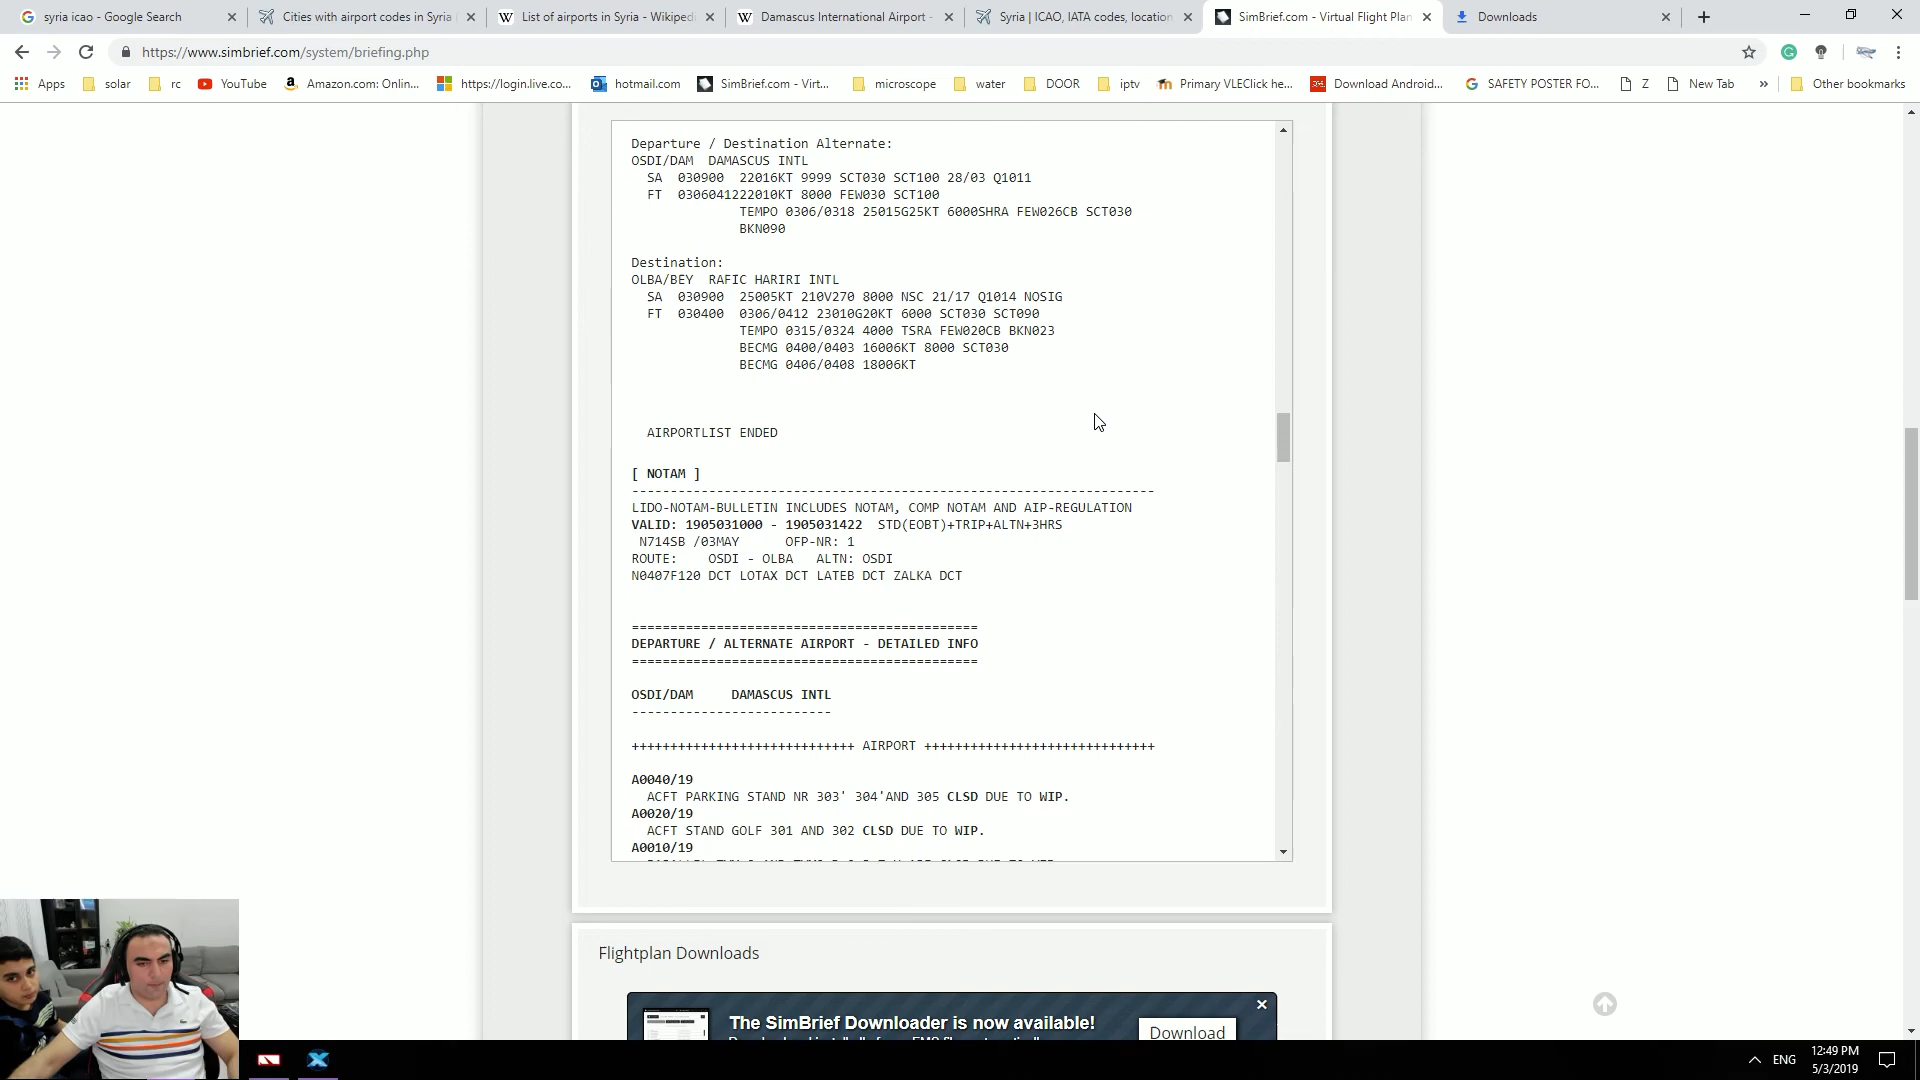 syria icao - Google Search
Cities with airport codes in Syria
List of airports in Syria - Wikiped
Damascus International Airport -
Syria | ICAO, IATA codes, location
SimBrief.com - Virtual Flight Plan
Downloads
https://www.simbrief.com/system/briefing.php
Apps
solar
rc
YouTube
Amazon.com: Onlin...
https://login.live.co...
hotmail.com
SimBrief.com - Virt...
microscope
water
DOOR
iptv
Primary VLEClick he...
Download Android...
SAFETY POSTER FO...
Z
New Tab
»
Other bookmarks
Departure / Destination Alternate:
OSDI/DAM DAMASCUS INTL
SA 030900 22016KT 9999 SCT030 SCT100 28/03 Q1011
FT 0306041222010KT 8000 FEW030 SCT100
TEMPO 0306/0318 25015G25KT 6000SHRA FEW026CB SCT030
BKN090
Destination:
OLBA/BEY RAFIC HARIRI INTL
SA 030900 25005KT 210V270 8000 NSC 21/17 Q1014 NOSIG
FT 030400 0306/0412 23010G20KT 6000 SCT030 SCT090
TEMPO 0315/0324 4000 TSRA FEW020CB BKN023
BECMG 0400/0403 16006KT 8000 SCT030
BECMG 0406/0408 18006KT
AIRPORTLIST ENDED
[ NOTAM ]
--------------------------------------------------------------------
LIDO-NOTAM-BULLETIN INCLUDES NOTAM, COMP NOTAM AND AIP-REGULATION
VALID: 1905031000 - 1905031422 STD(EOBT)+TRIP+ALTN+3HRS
N714SB /03MAY OFP-NR: 1
ROUTE: OSDI - OLBA ALTN: OSDI
N0407F120 DCT LOTAX DCT LATEB DCT ZALKA DCT
=============================================
DEPARTURE / ALTERNATE AIRPORT - DETAILED INFO
=============================================
OSDI/DAM DAMASCUS INTL
--------------------------
+++++++++++++++++++++++++++++ AIRPORT ++++++++++++++++++++++++++++++
A0040/19
ACFT PARKING STAND NR 303' 304'AND 305 CLSD DUE TO WIP.
A0020/19
ACFT STAND GOLF 301 AND 302 CLSD DUE TO WIP.
A0010/19
Flightplan Downloads
The SimBrief Downloader is now available!
Download
ENG
12:49 PM
5/3/2019